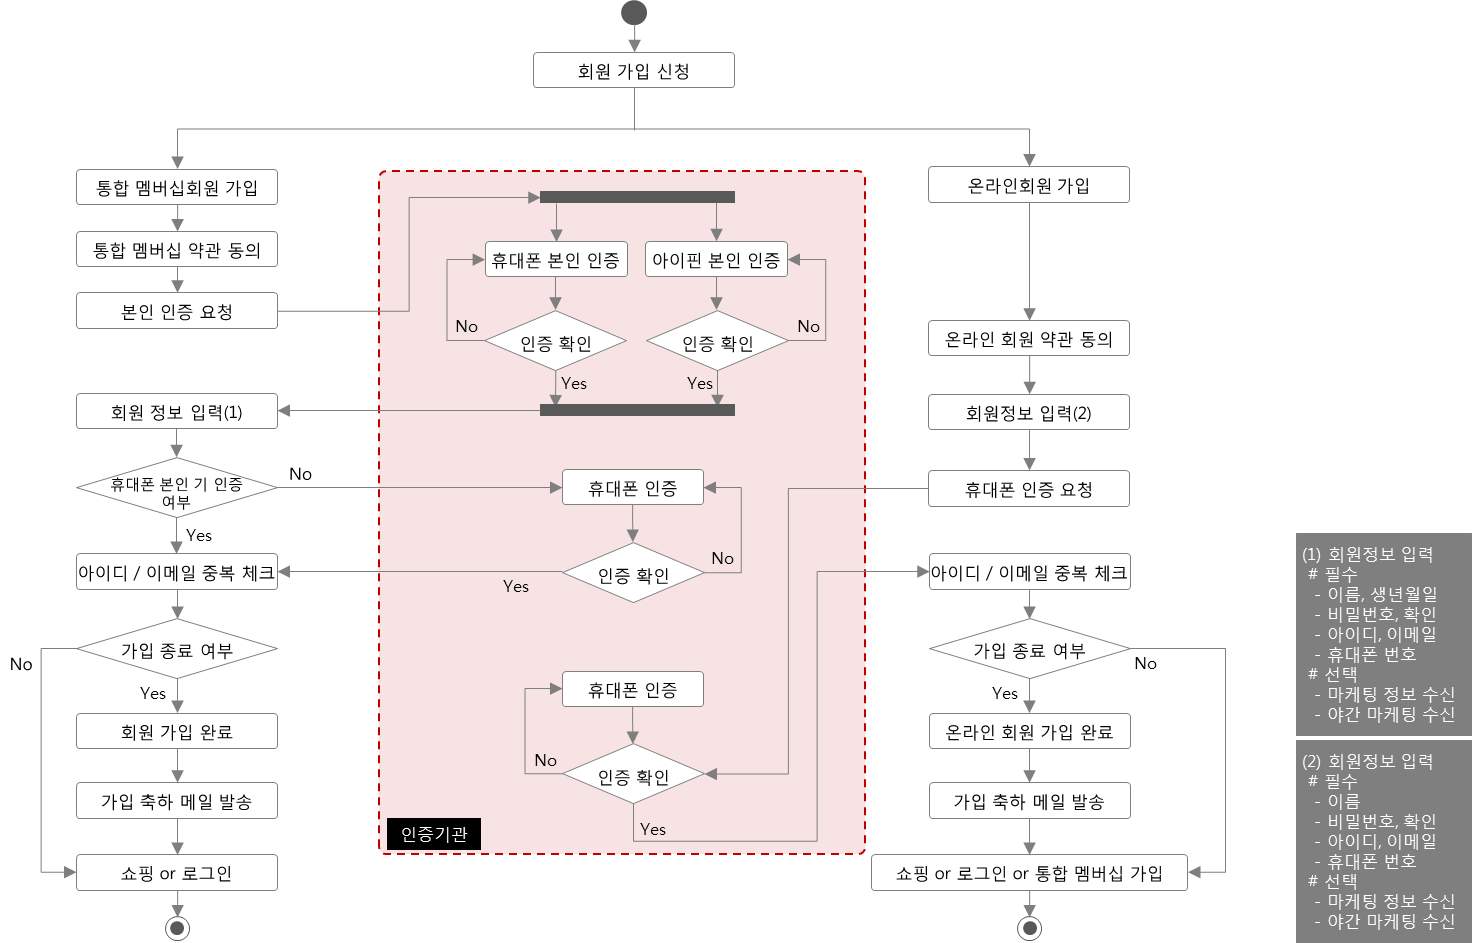 회원 가입 신청
통합 멤버십회원 가입
통합 멤버십 약관 동의
본인 인증 요청
휴대폰 본인 인증
아이핀 본인 인증
No
인증 확인
인증 확인
No
Yes
Yes
온라인회원 가입
온라인 회원 약관 동의
회원정보 입력(2)
휴대폰 인증 요청
회원 정보 입력(1)
휴대폰 본인 기 인증
여부
No
Yes
휴대폰 인증
인증 확인
No
Yes
아이디 / 이메일 중복 체크
가입 종료 여부
No
Yes
회원 가입 완료
가입 축하 메일 발송
쇼핑 or 로그인
휴대폰 인증
No
인증 확인
Yes
인증기관
아이디 / 이메일 중복 체크
가입 종료 여부
No
Yes
온라인 회원 가입 완료
가입 축하 메일 발송
쇼핑 or 로그인 or 통합 멤버십 가입
(1) 회원정보 입력
# 필수
- 이름, 생년월일
- 비밀번호, 확인
- 아이디, 이메일
- 휴대폰 번호
# 선택
- 마케팅 정보 수신
- 야간 마케팅 수신
(2) 회원정보 입력
# 필수
- 이름
- 비밀번호, 확인
- 아이디, 이메일
- 휴대폰 번호
# 선택
- 마케팅 정보 수신
- 야간 마케팅 수신